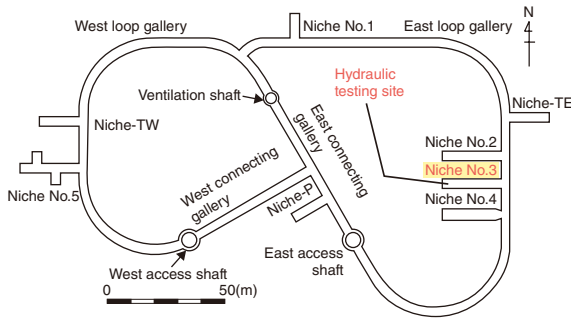 West loop gallery
Niche No.1
East loop gallery
N
Ventilation shaft
Hydraulic
testing site
Niche-TE
Niche-TW
East connecting
gallery
Niche No.2
Niche No.3
West connecting
gallery
Niche-P
Niche No.4
Niche No.5
West access shaft
East access
shaft
0 50(m)